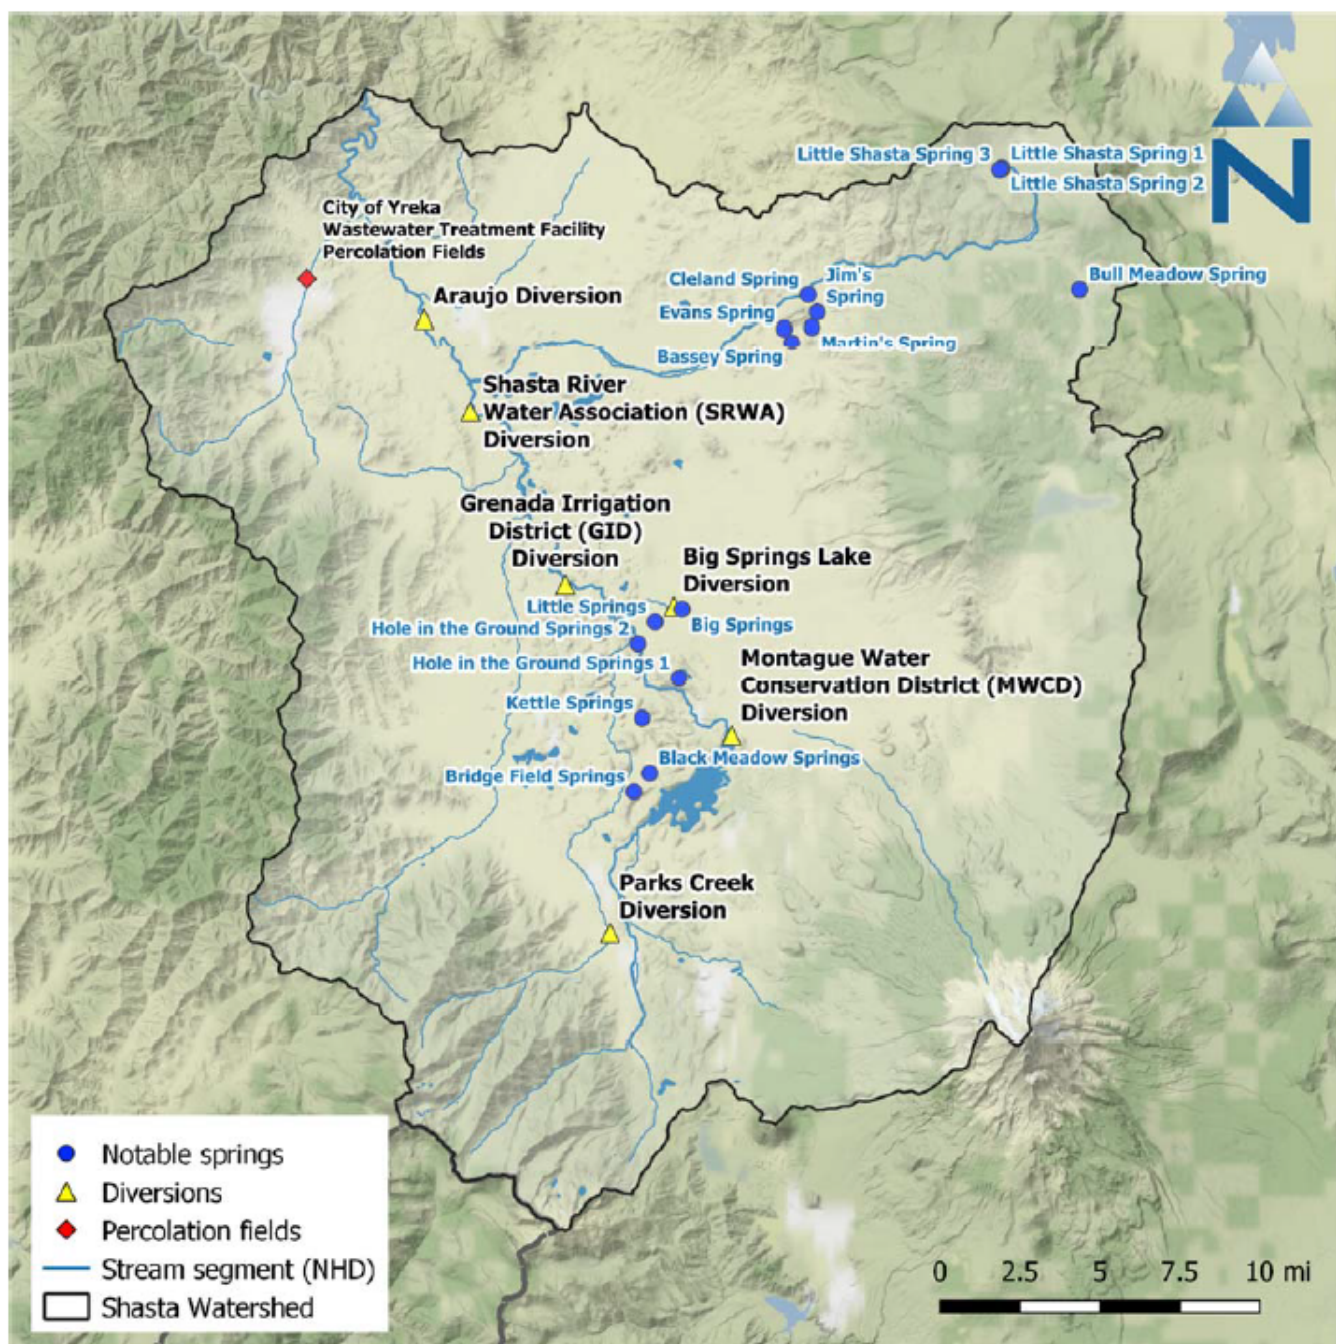 Little Shasta Spring 3
Little Shasta Spring 1
Little Shasta Spring 2
N
City of Yreka
Wastewater Treatment Facility
Percolation Fields
Bull Meadow Spring
Cleland Spring
Jim's
Spring
Araujo Diversion
Evans Spring
Martin's Spring
Bassey Spring
Shasta River
Water Association (SRWA)
Diversion
Grenada Irrigation
District (GID)
Diversion
Big Springs Lake
Diversion
Little Springs
Hole in the Ground Springs 2
Big Springs
Hole in the Ground Springs 1
Montague Water
Conservation District (MWCD)
Diversion
Kettle Springs
Black Meadow Springs
Bridge Field Springs
Parks Creek
Diversion
Notable springs
Diversions
Percolation fields
Stream segment (NHD)
Shasta Watershed
0 2.5 5 7.5 10 mi